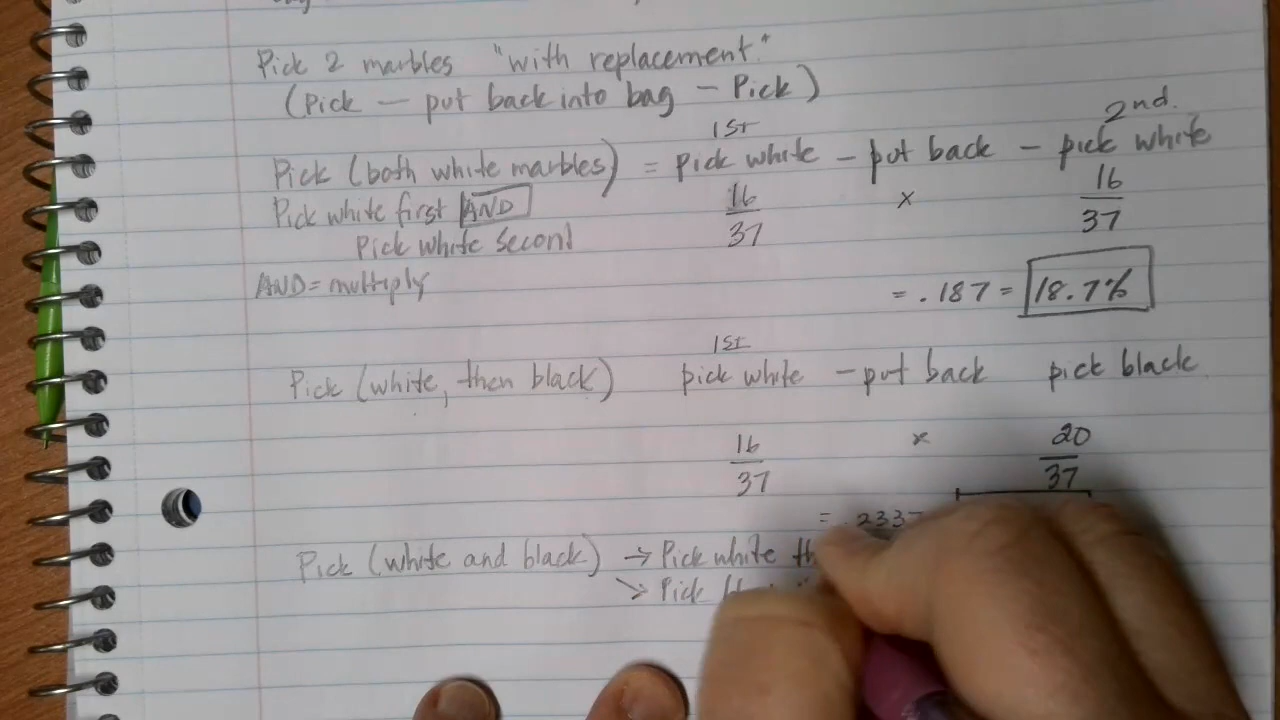 Pick 2 marbles "with replacement."
(Pick – put back into bag – Pick)
1st 2nd.
Pick (both white marbles) = pick white – put back – pick white
Pick white first AND 16/37 x 16/37
Pick white second
AND = multiply = .187 = 18.7%
1st
Pick (white, then black) pick white – put back pick black
16/37 x 20/37
= .2337
Pick (white and black) → Pick white
→ Pick